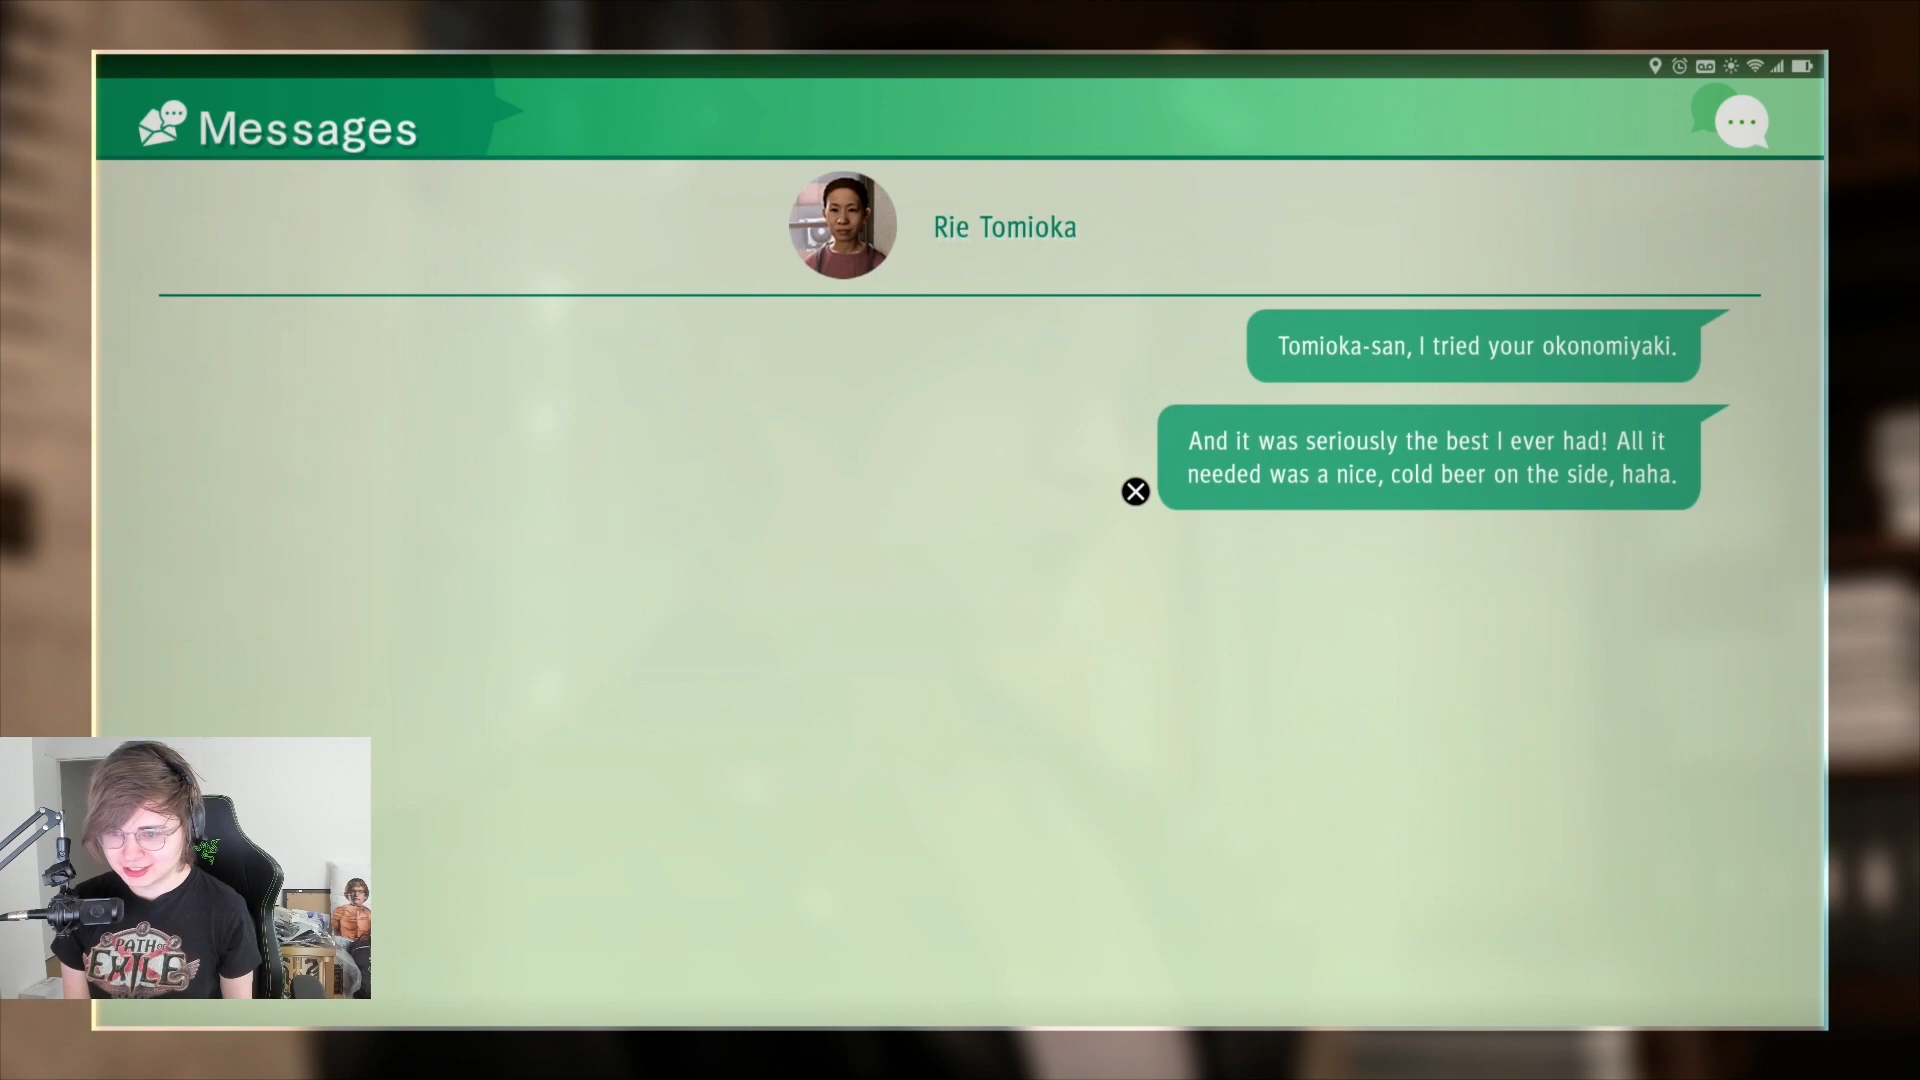 Messages
Rie Tomioka
Tomioka-san, I tried your okonomiyaki.
And it was seriously the best I ever had! All it
needed was a nice, cold beer on the side, haha.
PATH OF
EXILE